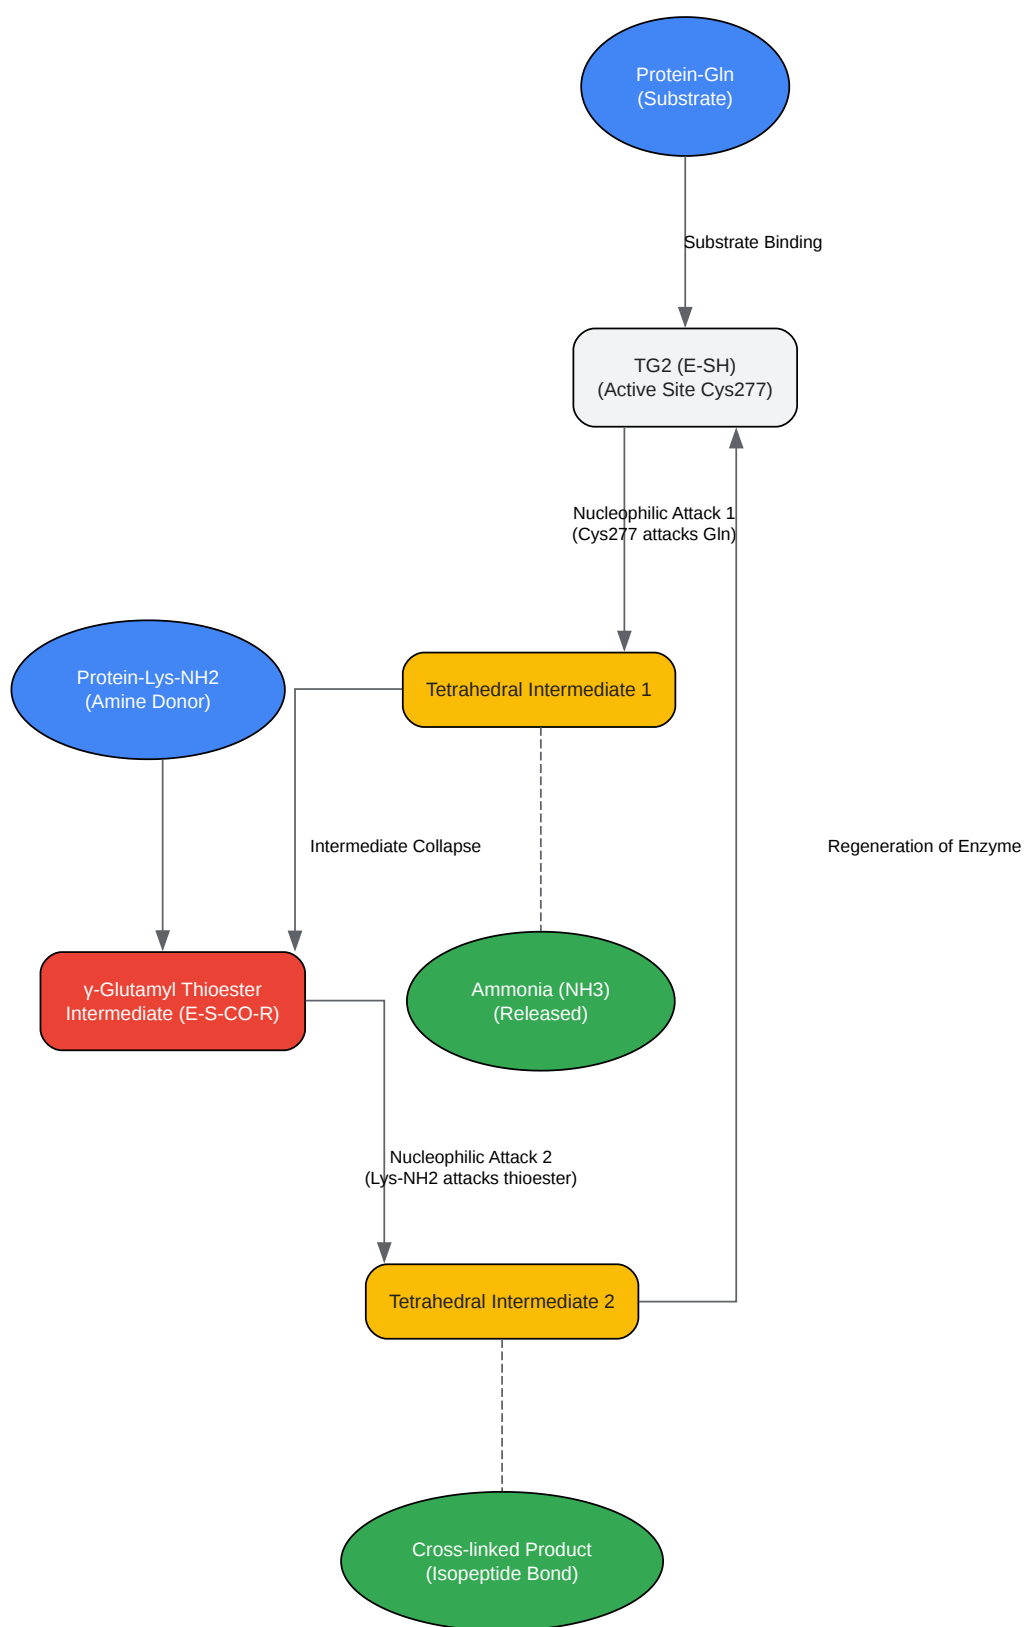 Protein-Gln
(Substrate)
Substrate Binding
TG2 (E-SH)
(Active Site Cys277)
Nucleophilic Attack 1
(Cys277 attacks Gln)
Protein-Lys-NH2
(Amine Donor)
Tetrahedral Intermediate 1
Intermediate Collapse
Regeneration of Enzyme
γ-Glutamyl Thioester
Intermediate (E-S-CO-R)
Ammonia (NH3)
(Released)
Nucleophilic Attack 2
(Lys-NH2 attacks thioester)
Tetrahedral Intermediate 2
Cross-linked Product
(Isopeptide Bond)